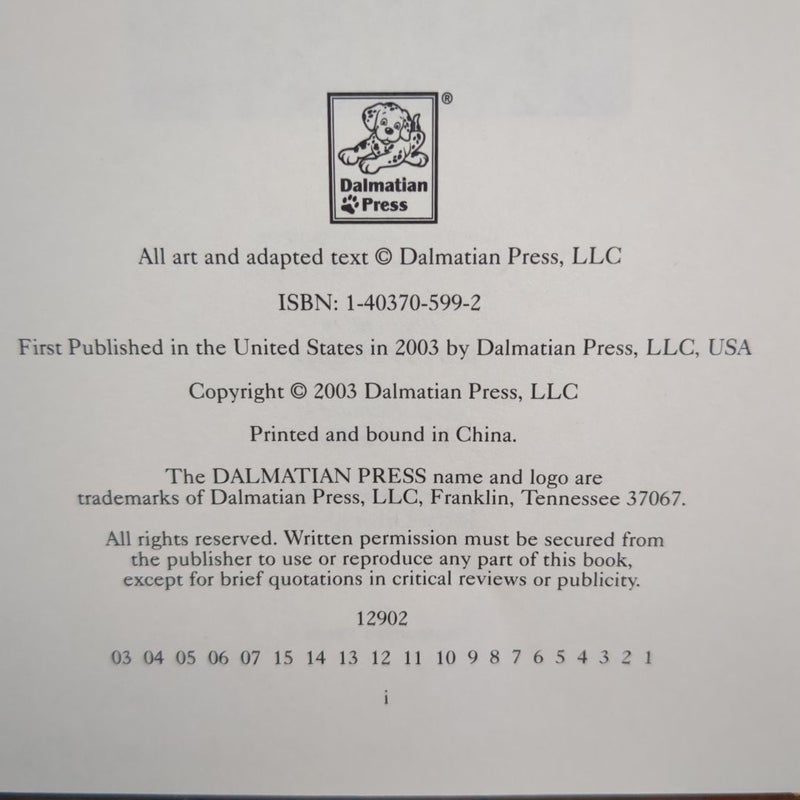 ®
Dalmatian
Press
All art and adapted text © Dalmatian Press, LLC
ISBN: 1-40370-599-2
First Published in the United States in 2003 by Dalmatian Press, LLC, USA
Copyright © 2003 Dalmatian Press, LLC
Printed and bound in China.
The DALMATIAN PRESS name and logo are
trademarks of Dalmatian Press, LLC, Franklin, Tennessee 37067.
All rights reserved. Written permission must be secured from
the publisher to use or reproduce any part of this book,
except for brief quotations in critical reviews or publicity.
12902
03 04 05 06 07 15 14 13 12 11 10 9 8 7 6 5 4 3 2 1
i